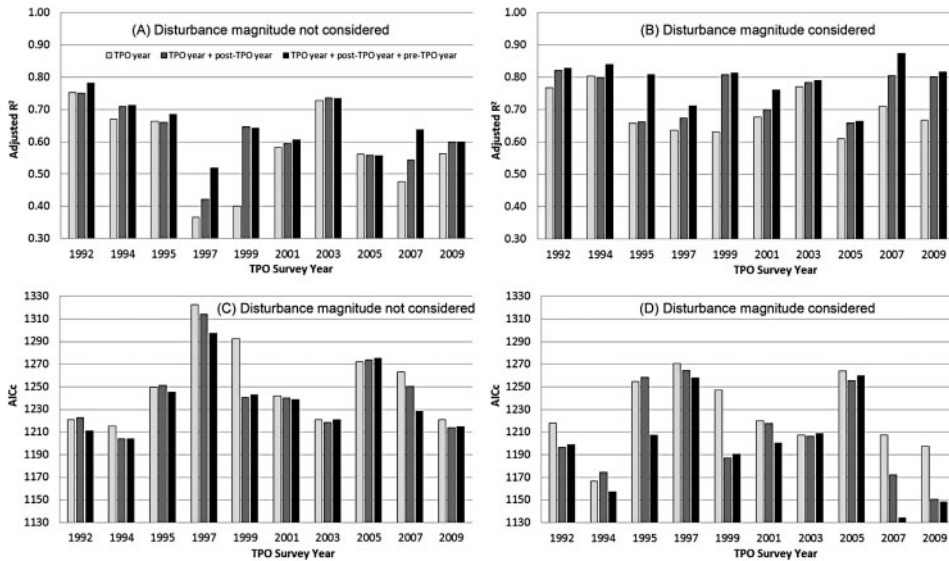 (A) Disturbance magnitude not considered
TPO year
TPO year + post-TPO year
TPO year + post-TPO year + pre-TPO year
Adjusted R²
1.00
0.90
0.80
0.70
0.60
0.50
0.40
0.30
1992 1994 1995 1997 1999 2001 2003 2005 2007 2009
TPO Survey Year
(B) Disturbance magnitude considered
Adjusted R²
1.00
0.90
0.80
0.70
0.60
0.50
0.40
0.30
1992 1994 1995 1997 1999 2001 2003 2005 2007 2009
TPO Survey Year
(C) Disturbance magnitude not considered
AICc
1330
1310
1290
1270
1250
1230
1210
1190
1170
1150
1130
1992 1994 1995 1997 1999 2001 2003 2005 2007 2009
TPO Survey Year
(D) Disturbance magnitude considered
AICc
1330
1310
1290
1270
1250
1230
1210
1190
1170
1150
1130
1992 1994 1995 1997 1999 2001 2003 2005 2007 2009
TPO Survey Year